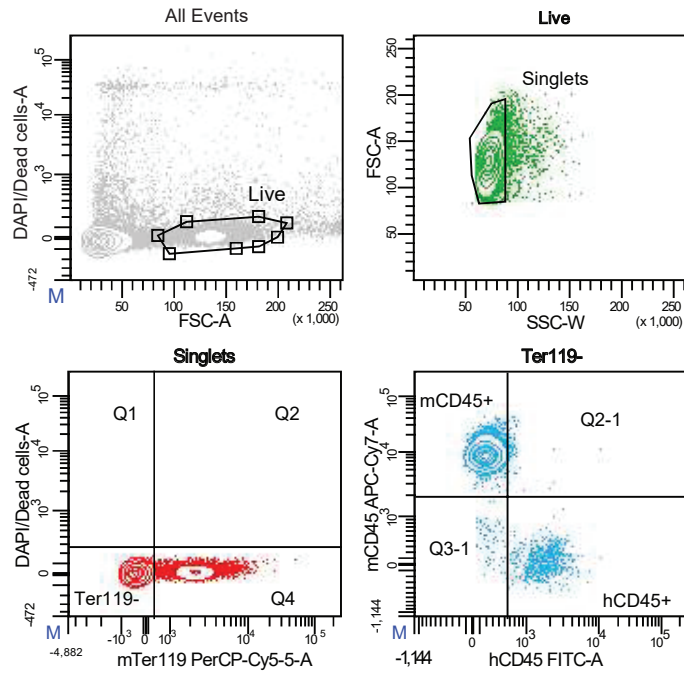 All Events
DAPI/Dead cells-A
10^5
10^4
10^3
0
-472
Live
M
50 100 150 200 250
FSC-A
(x 1,000)
Live
FSC-A
250
200
150
100
50
Singlets
50 100 150 200 250
SSC-W
(x 1,000)
Singlets
DAPI/Dead cells-A
10^5
10^4
10^3
0
-472
Q1
Q2
Ter119-
Q4
M
-4,882
-10^3 0 10^3 10^4 10^5
mTer119 PerCP-Cy5-5-A
Ter119-
mCD45 APC-Cy7-A
10^5
10^4
10^3
0
-1,144
mCD45+
Q2-1
Q3-1
hCD45+
M
-1,144
0 10^3 10^4 10^5
hCD45 FITC-A